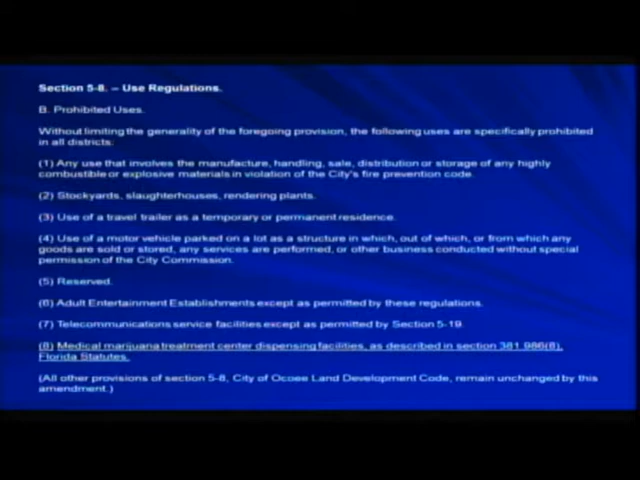 Section 5-8. – Use Regulations.
B. Prohibited Uses.
Without limiting the generality of the foregoing provision, the following uses are specifically prohibited
in all districts:
(1) Any use that involves the manufacture, handling, sale, distribution or storage of any highly
combustible or explosive materials in violation of the City's fire prevention code.
(2) Stockyards, slaughterhouses, rendering plants.
(3) Use of a travel trailer as a temporary or permanent residence.
(4) Use of a motor vehicle parked on a lot as a structure in which, out of which, or from which any
goods are sold or stored, any services are performed, or other business conducted without special
permission of the City Commission.
(5) Reserved.
(6) Adult Entertainment Establishments except as permitted by these regulations.
(7) Telecommunications service facilities except as permitted by Section 5-19.
(8) Medical marijuana treatment center dispensing facilities, as described in section 381.986(8),
Florida Statutes.
(All other provisions of section 5-8, City of Ocoee Land Development Code, remain unchanged by this
amendment.)